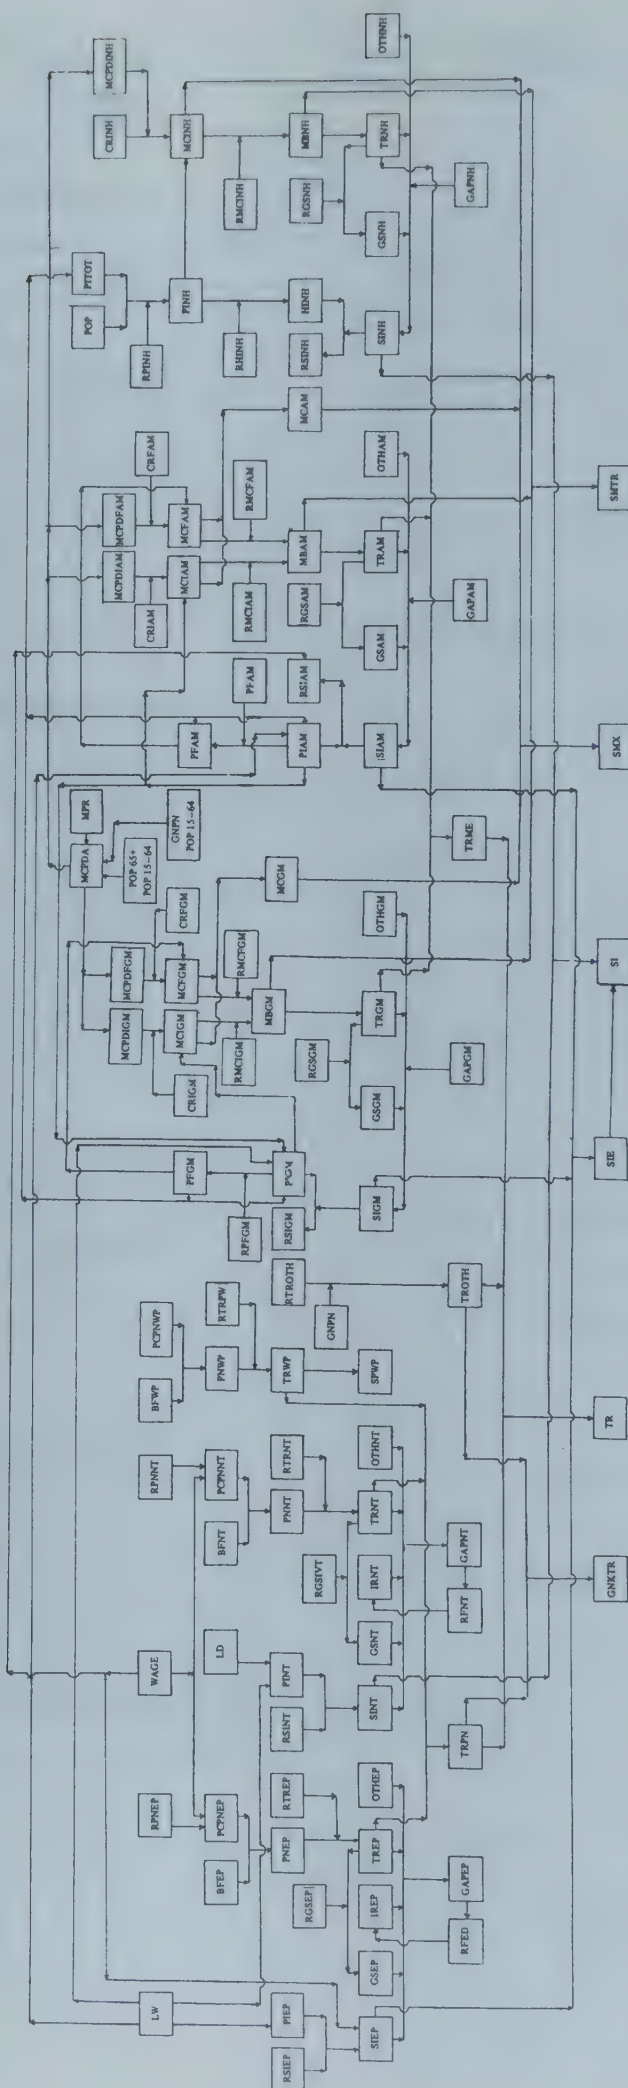 MCPDA
MPR
POP
PITOT
MCPDINH
POP 65+
POP 15-64
GNPN
POP 15-64
MCPDIGM
MCPDFGM
MCPDIAM
MCPDFAM
CRINH
LW
RPNEP
WAGE
RPNNT
BFWP
PCPNWP
CRIGM
CRFGM
CRIAM
CRFAM
RPINH
MCIGM
MCFGM
MCIAM
MCFAM
PINH
MCINH
PFGM
PFAM
BFEP
PCPNEP
LD
BFNT
PCPNNT
PNWP
RTRPW
RPFGM
RMCIGM
RMCFGM
PFAM
RMCIAM
RMCFAM
RHINH
RMCINH
RSIEP
PIEP
PNEP
RTREP
RSINT
PINT
PNNT
RTRNT
TRWP
RTROTH
RSIGM
MBGM
MCGM
PIAM
RSIAM
MBAM
MCAM
RSINH
HINH
MBNH
RGSEP
RGSIVT
GNPN
RGSGM
RGSAM
RGSNH
SIEP
GSEP
IREP
TREP
OTHEP
SINT
GSNT
IRNT
TRNT
OTHNT
SPWP
SIGM
GSGM
TRGM
OTHGM
SIAM
GSAM
TRAM
OTHAM
SINH
GSNH
TRNH
OTHNH
RFED
GAPEP
TRPN
RFNT
GAPNT
TROTH
GAPGM
TRME
GAPAM
GAPNH
SIE
GNKTR
TR
SI
SMX
SMTR